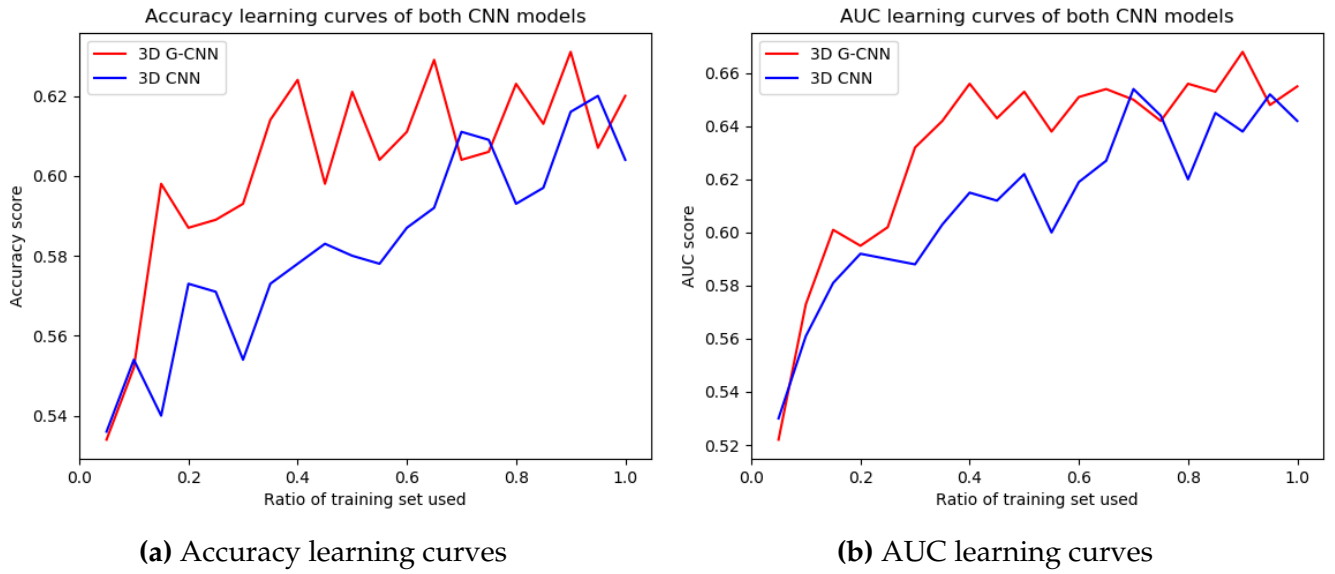 Accuracy learning curves of both CNN models
3D G-CNN
3D CNN
0.62
0.60
0.58
0.56
0.54
Accuracy score
0.0
0.2
0.4
0.6
0.8
1.0
Ratio of training set used
(a) Accuracy learning curves
AUC learning curves of both CNN models
3D G-CNN
3D CNN
0.66
0.64
0.62
0.60
0.58
0.56
0.54
0.52
AUC score
0.0
0.2
0.4
0.6
0.8
1.0
Ratio of training set used
(b) AUC learning curves